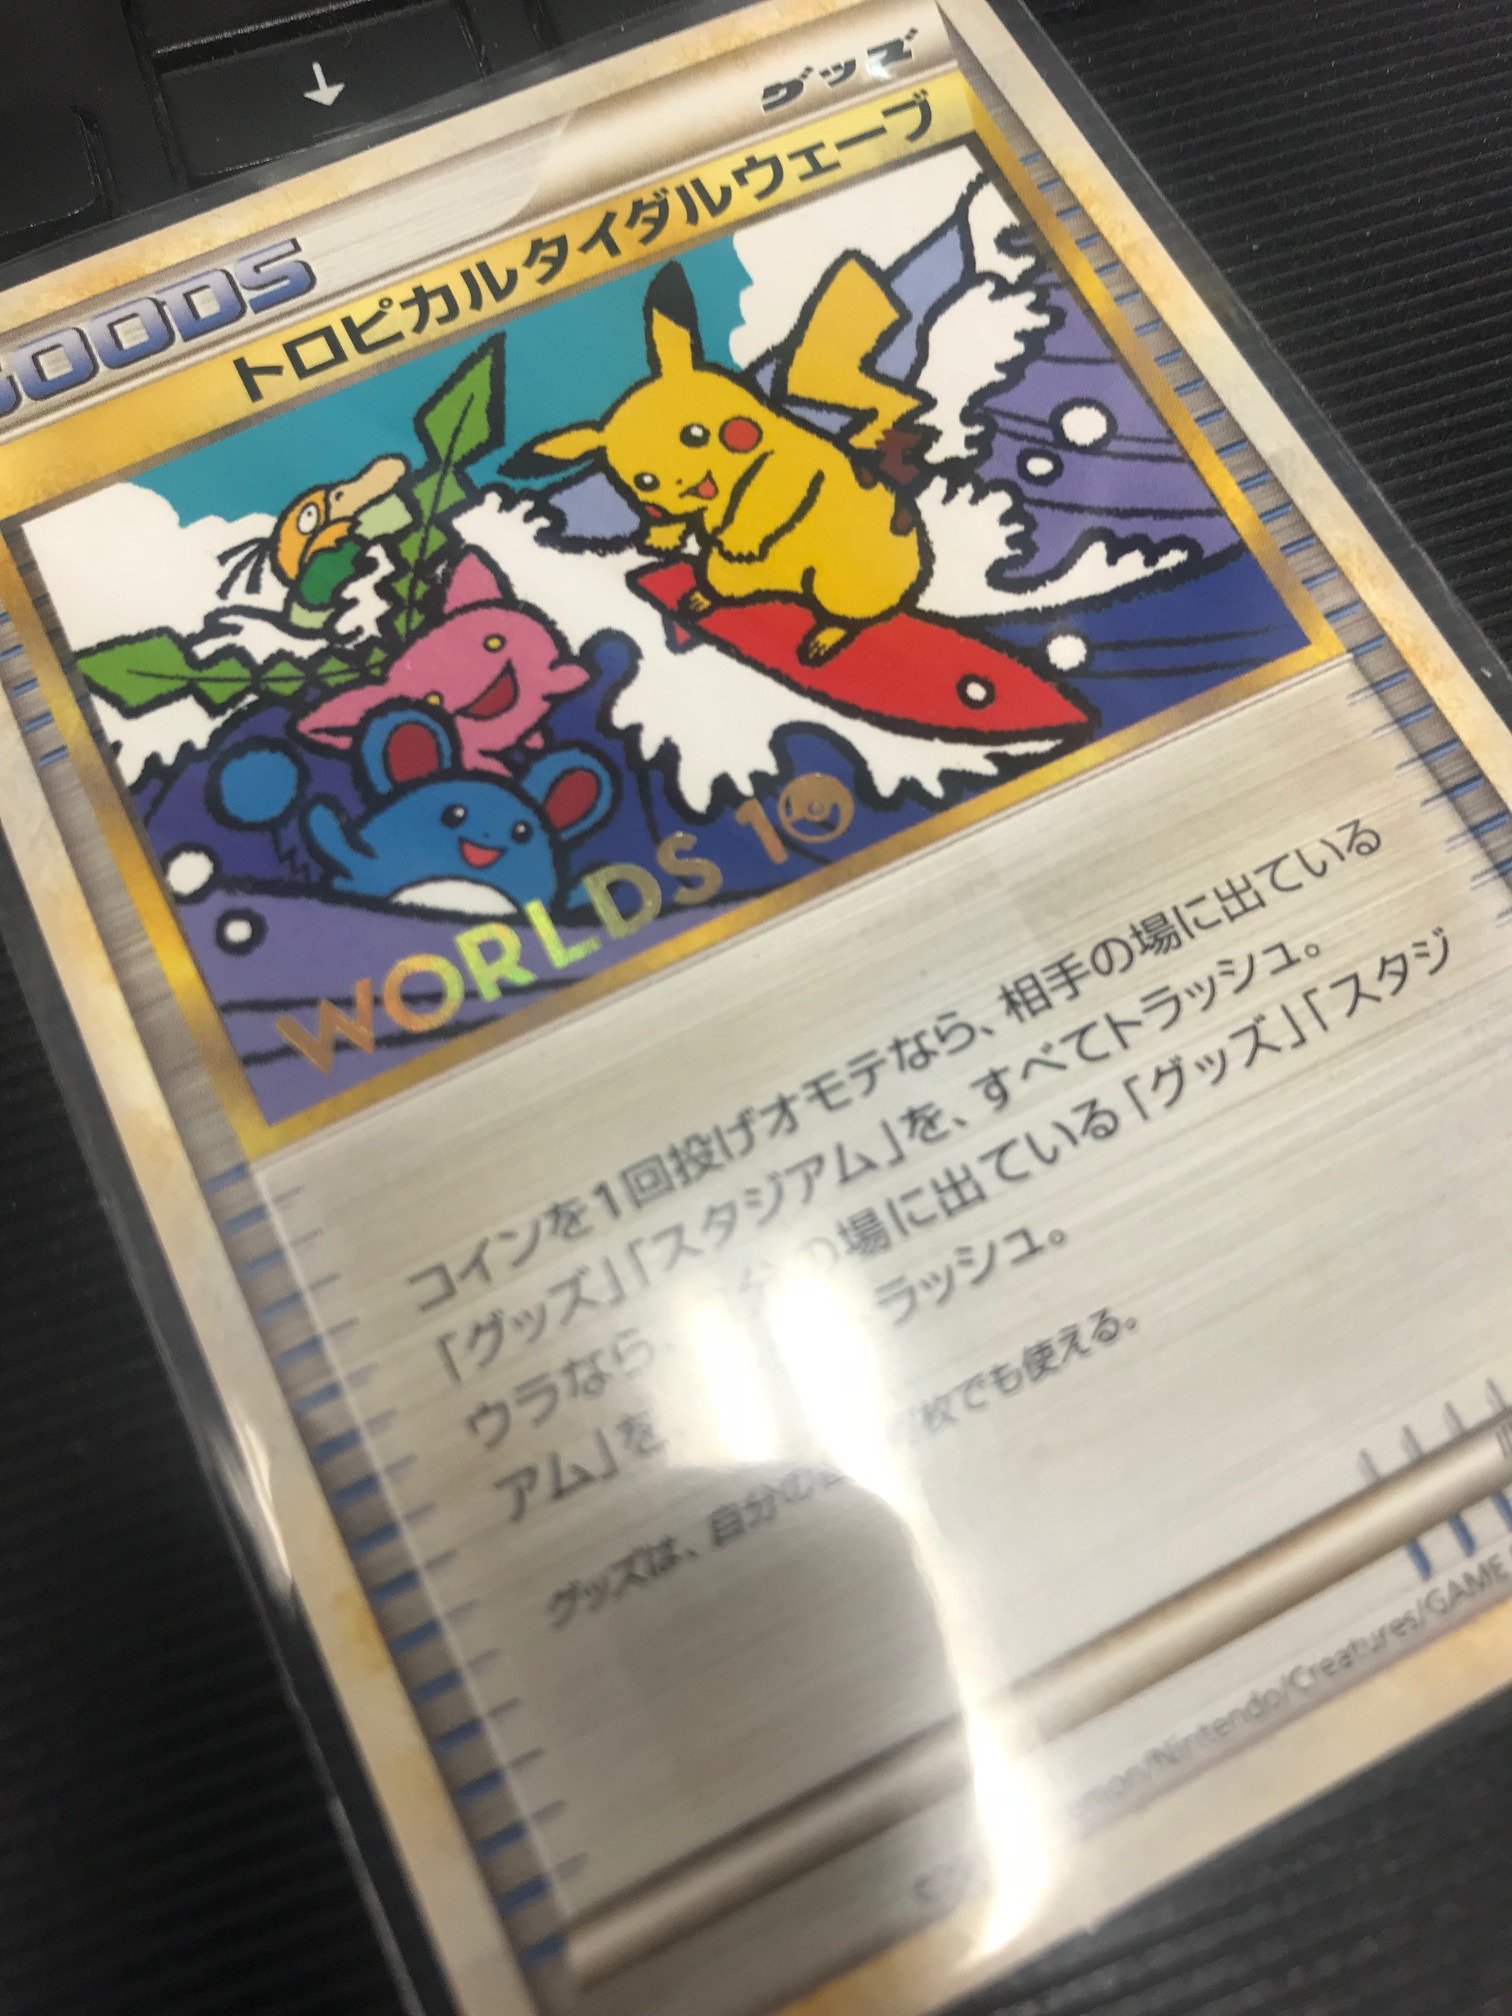 ↓
グッズ
GOODS
トロピカルタイダルウェーブ
WORLDS 10
コインを1回投げオモテなら、相手の場に出ている
「グッズ」「スタジアム」を、すべてトラッシュ。
ウラなら、の場に出ている「グッズ」「スタジ
アム」を ラッシュ。
グッズは、自分の 枚でも使える。
/Nintendo/Creatures/GAME